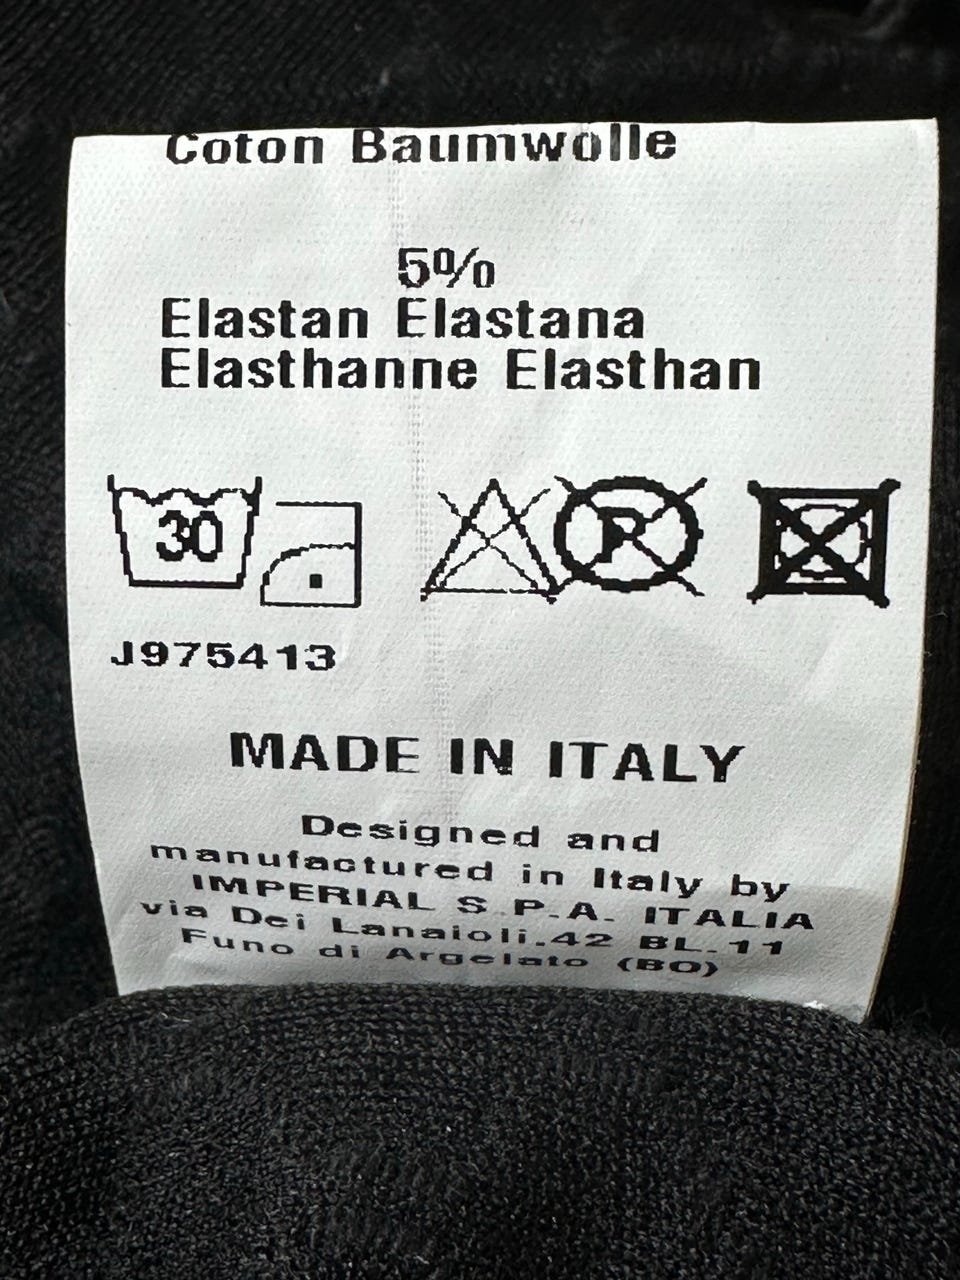 Coton Baumwolle
5%
Elastan Elastana
Elasthanne Elasthan
30 P
J975413
MADE IN ITALY
Designed and
manufactured in Italy by
IMPERIAL S.P.A. ITALIA
via Dei Lanaioli.42 BL.11
Funo di Argelato (BO)